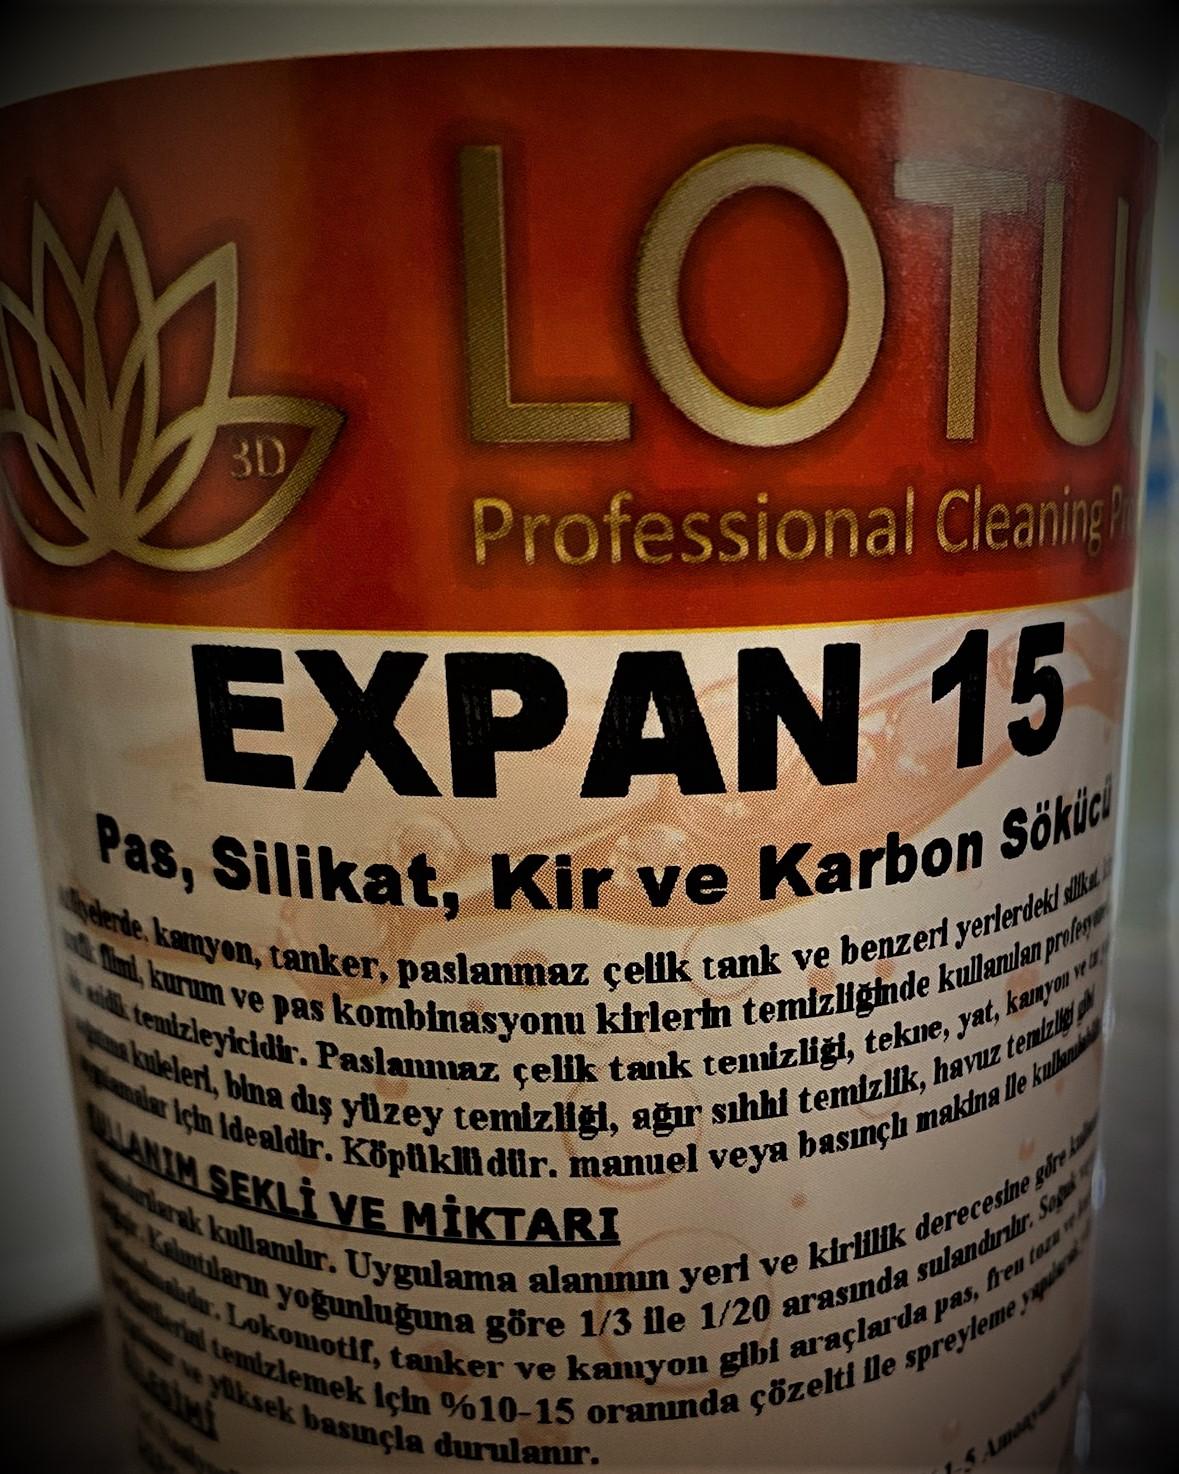 3D
LOTU
Professional Cleaning
EXPAN 15
Pas, Silikat, Kir ve Karbon Sökücü
kamyon, tanker, paslanmaz çelik tank ve benzeri yerlerdeki silikat,
filmi, kurum ve pas kombinasyonu kirlerin temizliğinde kullanılan
asidik temizleyicidir. Paslanmaz çelik tank temizliği, tekne, yat, kamyon ve
kuleleri, bina dış yüzey temizliği, ağır sıhhi temizlik, havuz temizliği gibi
için idealdir. Köpüklüdür. manuel veya basınçlı makina ile
KULLANIM ŞEKLİ VE MİKTARI
kullanılır. Uygulama alanının yeri ve kirlilik derecesine göre
Kalıntıların yoğunluğuna göre 1/3 ile 1/20 arasında sulandırılır. Soğuk
Lokomotif, tanker ve kamyon gibi araçlarda pas, fren tozu ve
temizlemek için %10-15 oranında çözelti ile spreyleme
ve yüksek basınçla durulanır.